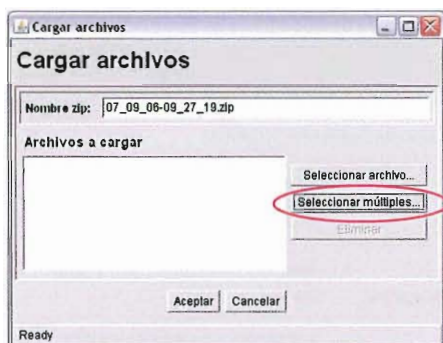 Cargar archivos
Cargar archivos
Nombre zip: 07_09_06-09_27_19.zip
Archivos a cargar
Seleccionar archivo...
Seleccionar múltiples...
Eliminar
Aceptar Cancelar
Ready